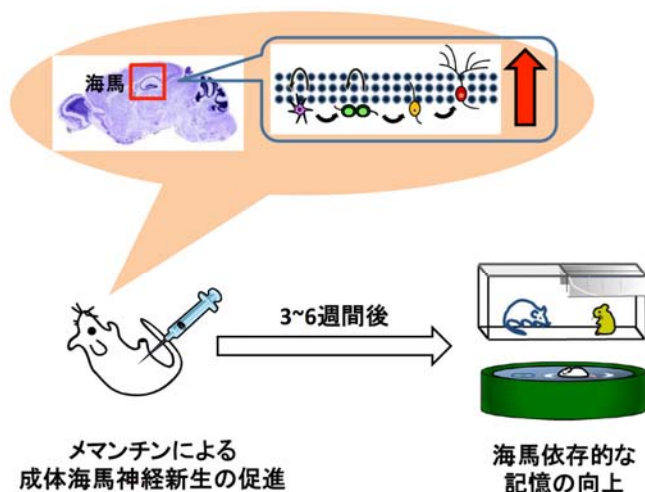 海馬
3~6週間後
メマンチンによる
成体海馬神経新生の促進
海馬依存的な
記憶の向上